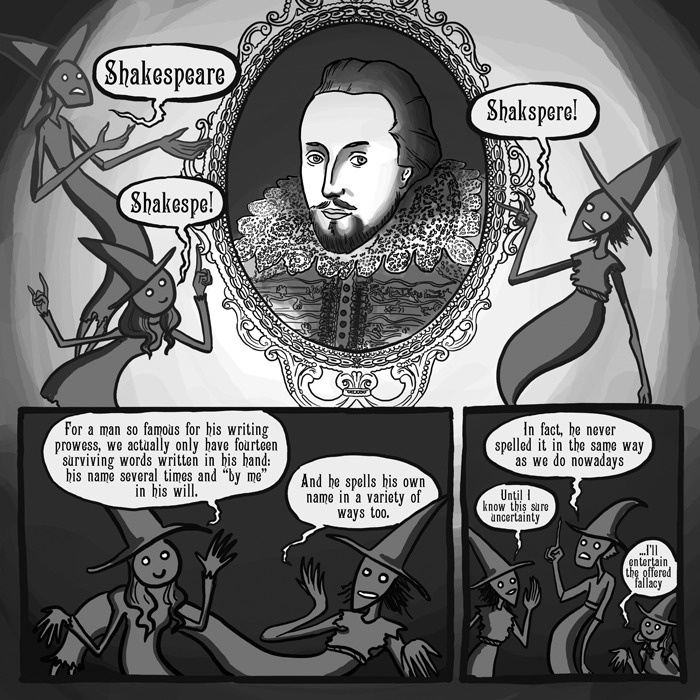 Shakespeare
Shakspere!
Shakespe!
For a man so famous for his writing
prowess, we actually only have fourteen
surviving words written in his hand:
his name several times and "by me"
in his will.
And he spells his own
name in a variety of
ways too.
In fact, he never
spelled it in the same way
as we do nowadays
Until I
know this sure
uncertainty
...I'll
entertain
the offered
fallacy